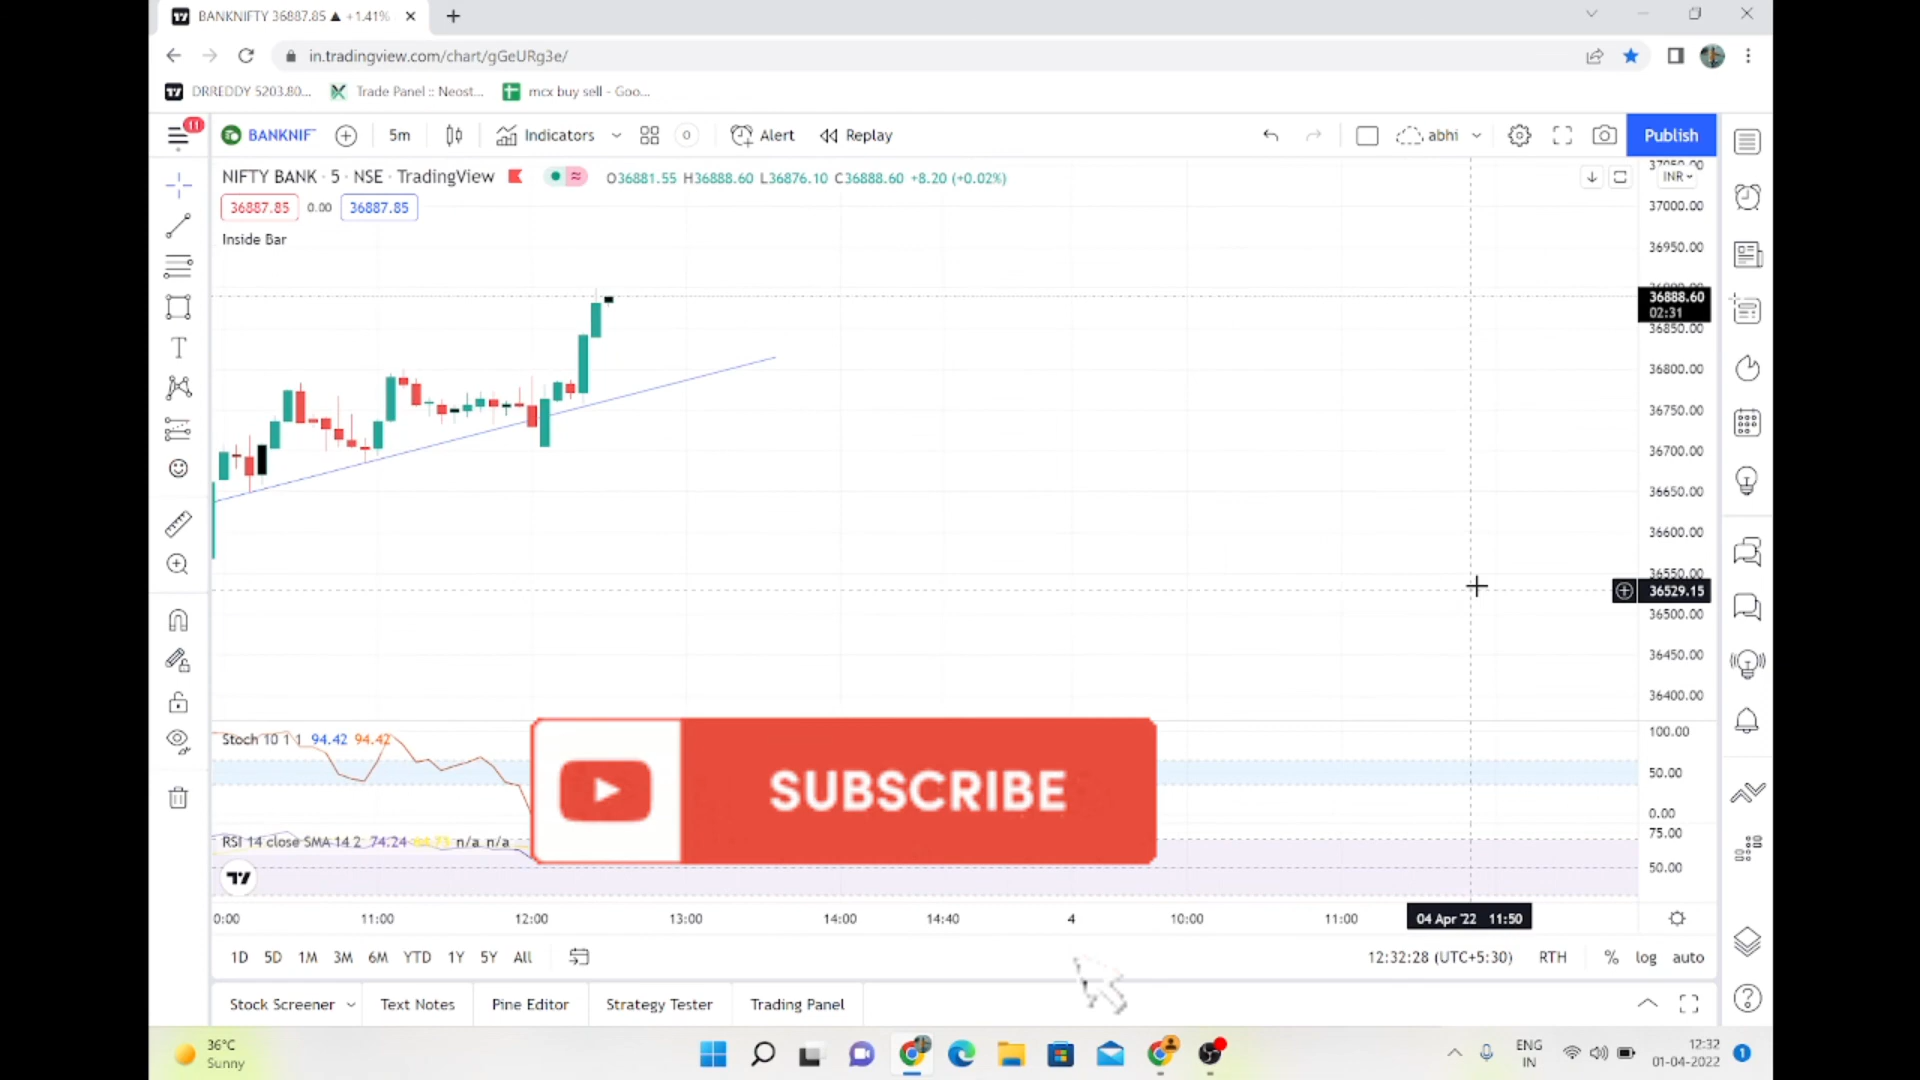 BANKNIFTY 36887.85 ▲ +1.41%
in.tradingview.com/chart/gGeURg3e/
DRREDDY 5203.80...
Trade Panel :: Neost...
mcx buy sell - Goo...
11
BANKNIF
5m
Indicators
0
Alert
Replay
abhi
Publish
NIFTY BANK · 5 · NSE · TradingView
O36881.55 H36888.60 L36876.10 C36888.60 +8.20 (+0.02%)
INR
36887.85
0.00
36887.85
Inside Bar
37050.00
37000.00
36950.00
36888.60
02:31
36850.00
36800.00
36750.00
36700.00
36650.00
36600.00
36550.00
36529.15
36500.00
36450.00
36400.00
Stoch 10 1 1 94.42 94.42
100.00
50.00
0.00
SUBSCRIBE
RSI 14 close SMA 14 2 74.24
n/a n/a
75.00
50.00
0:00
11:00
12:00
13:00
14:00
14:40
4
10:00
11:00
04 Apr '22 11:50
1D 5D 1M 3M 6M YTD 1Y 5Y All
12:32:28 (UTC+5:30)
RTH
% log auto
Stock Screener
Text Notes
Pine Editor
Strategy Tester
Trading Panel
36°C
Sunny
ENG
IN
12:32
01-04-2022
1